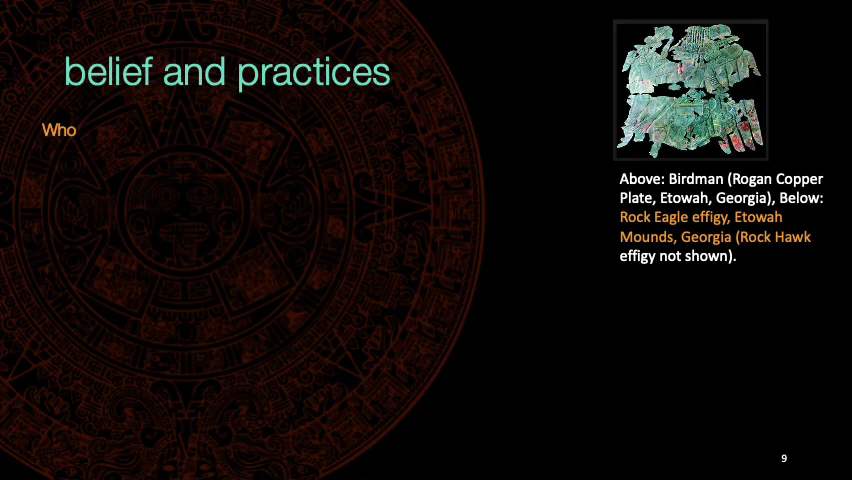 belief and practices
Who
Above: Birdman (Rogan Copper
Plate, Etowah, Georgia), Below:
Rock Eagle effigy, Etowah
Mounds, Georgia (Rock Hawk
effigy not shown).
9